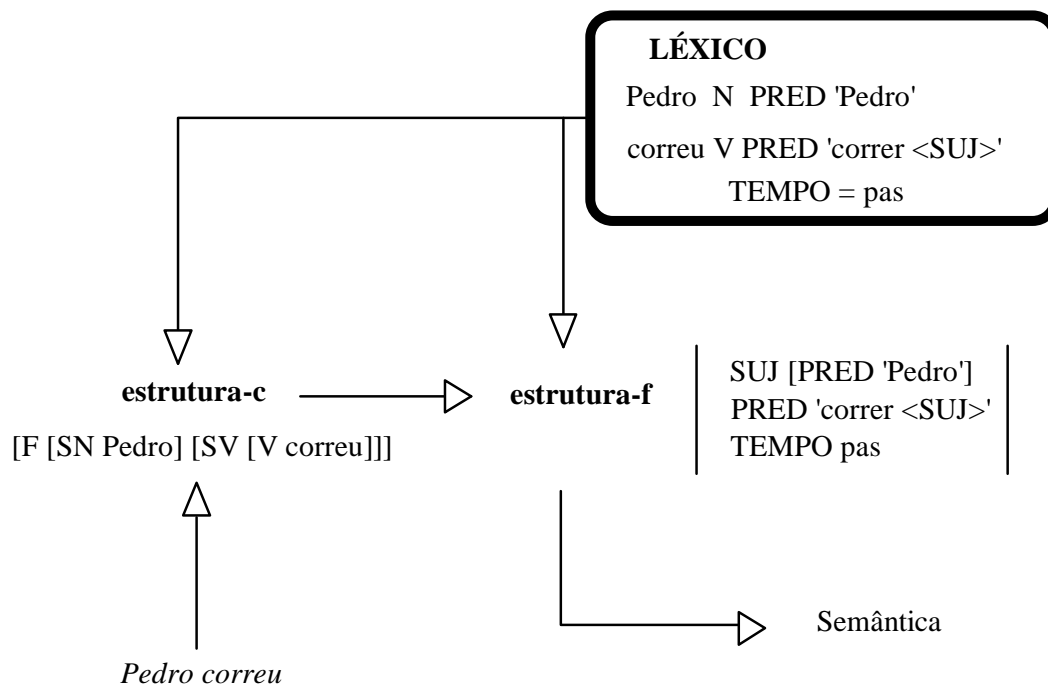 LÉXICO
Pedro N PRED 'Pedro'
correu V PRED 'correr <SUJ>'
TEMPO = pas
estrutura-c
[F [SN Pedro] [SV [V correu]]]
estrutura-f
SUJ [PRED 'Pedro']
PRED 'correr <SUJ>'
TEMPO pas
Semântica
Pedro correu